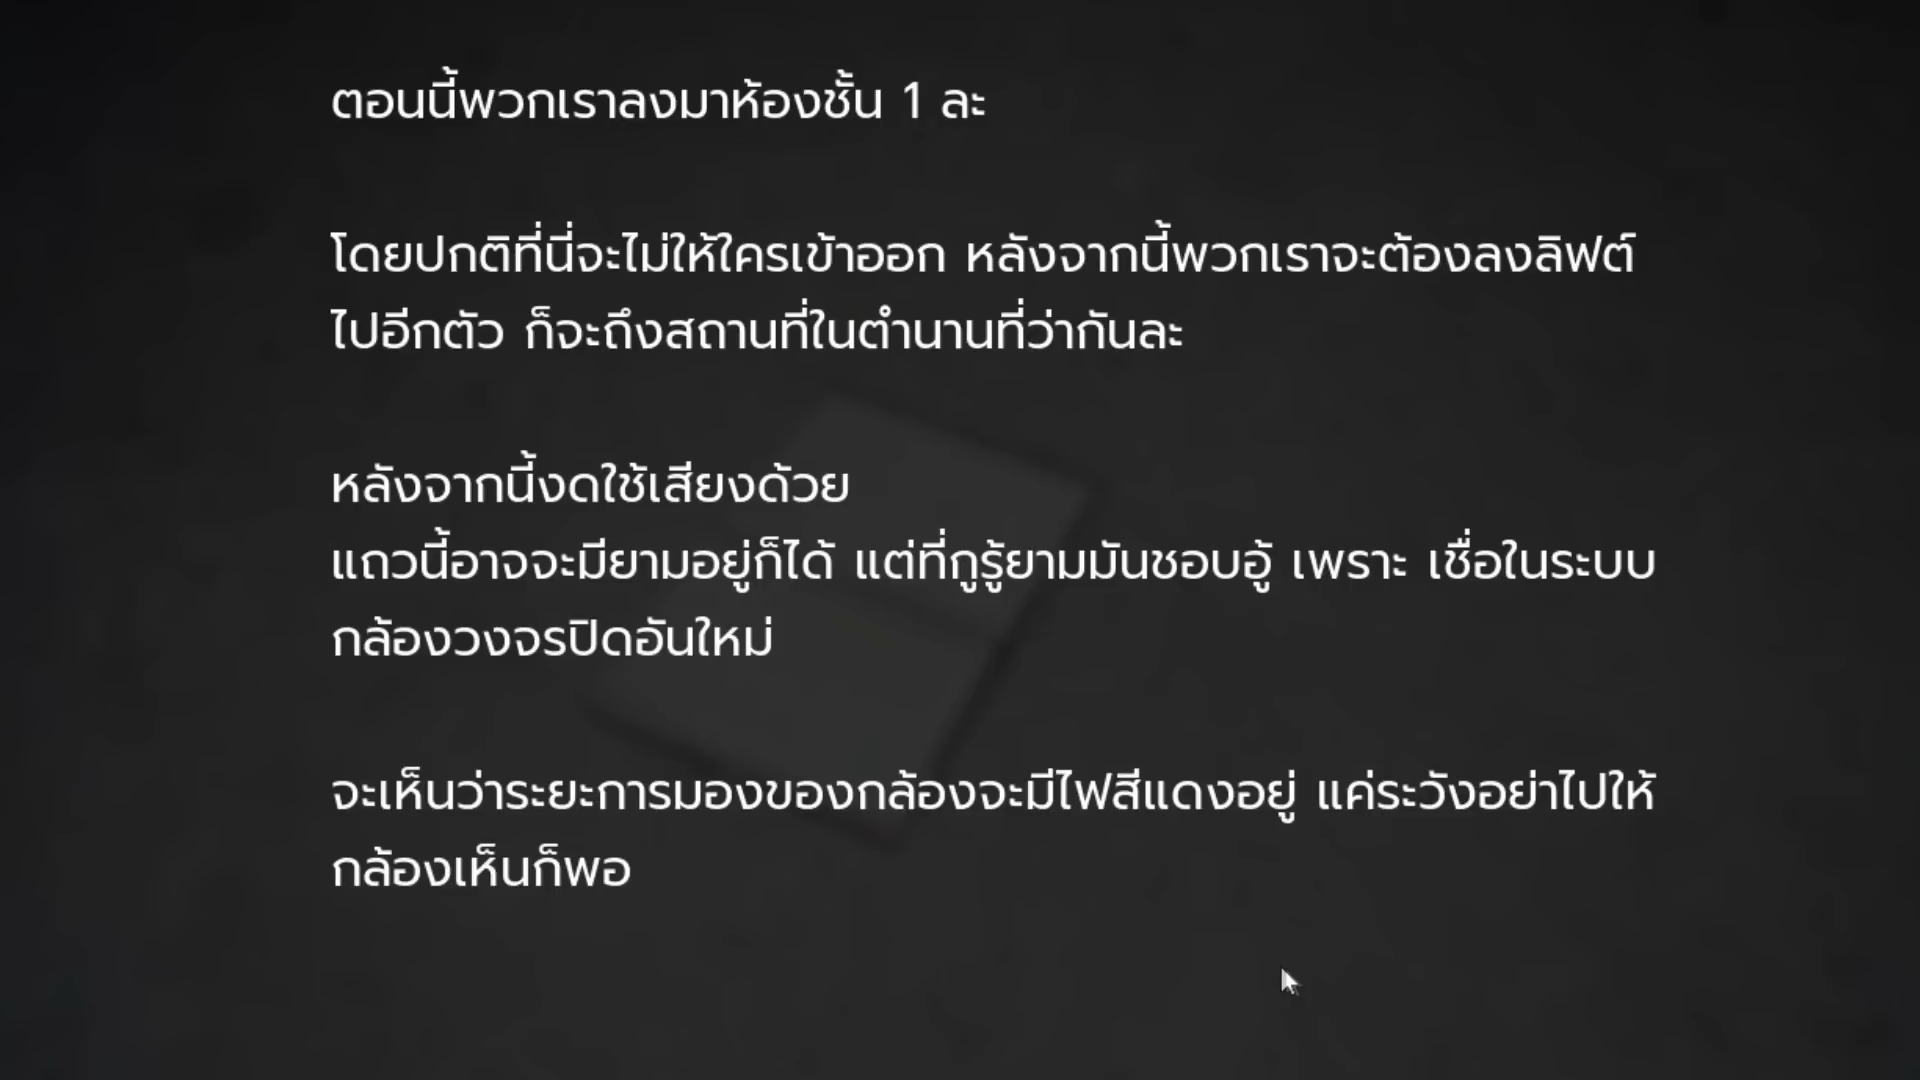 ตอนนี้พวกเราลงมาห้องชั้น 1 ละ
โดยปกติที่นี่จะไม่ให้ใครเข้าออก หลังจากนี้พวกเราจะต้องลงลิฟต์
ไปอีกตัว ก็จะถึงสถานที่ในตำนานที่ว่ากันละ
หลังจากนี้งดใช้เสียงด้วย
แถวนี้อาจจะมียามอยู่ก็ได้ แต่ที่กูรู้ยามมันชอบอู้ เพราะ เชื่อในระบบ
กล้องวงจรปิดอันใหม่
จะเห็นว่าระยะการมองของกล้องจะมีไฟสีแดงอยู่ แค่ระวังอย่าไปให้
กล้องเห็นก็พอ